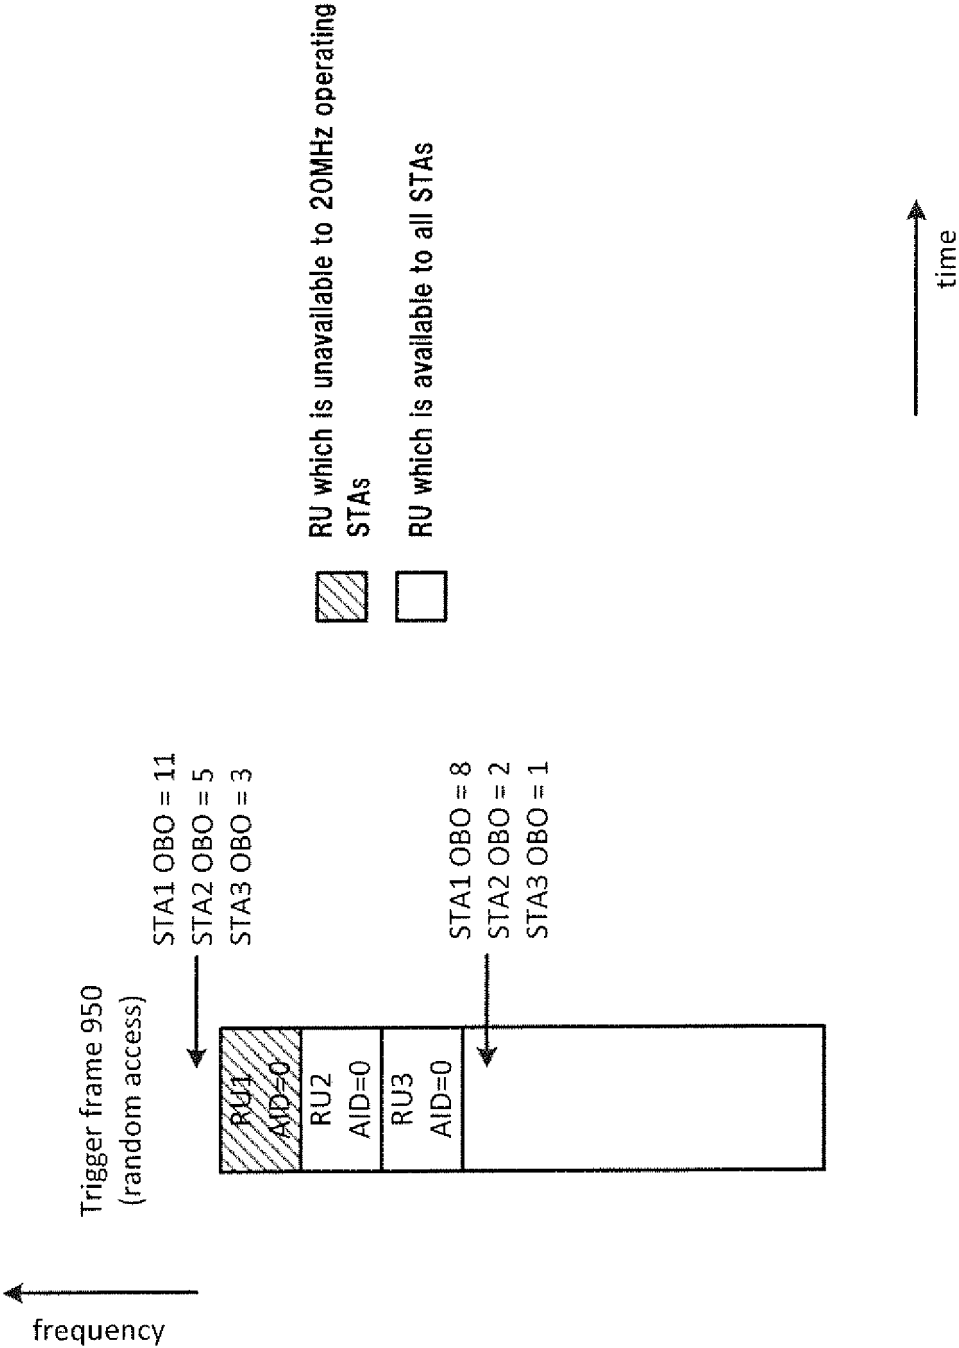 Trigger frame 950
(random access)
STA1 OBO = 11
STA2 OBO = 5
STA3 OBO = 3
RU1
AID=0
RU2
AID=0
RU3
AID=0
STA1 OBO = 8
STA2 OBO = 2
STA3 OBO = 1
RU which is unavailable to 20MHz operating
STAs
RU which is available to all STAs
frequency
time